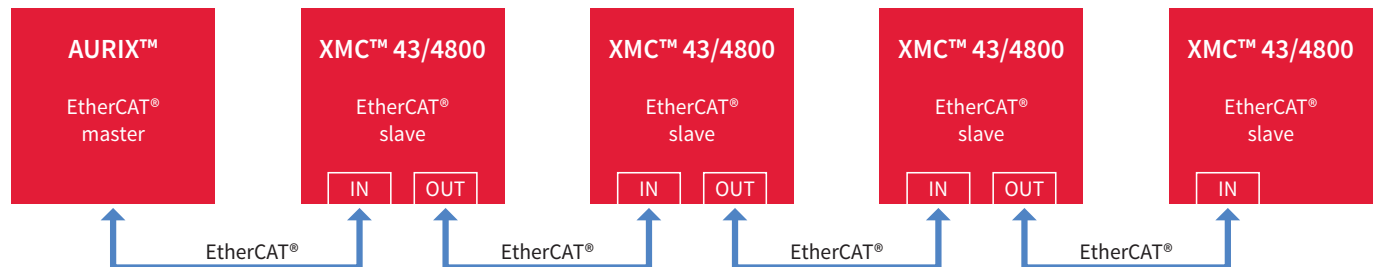 AURIX™
EtherCAT®
master
XMC™ 43/4800
EtherCAT®
slave
IN
OUT
XMC™ 43/4800
EtherCAT®
slave
IN
OUT
XMC™ 43/4800
EtherCAT®
slave
IN
OUT
XMC™ 43/4800
EtherCAT®
slave
IN
EtherCAT®
EtherCAT®
EtherCAT®
EtherCAT®